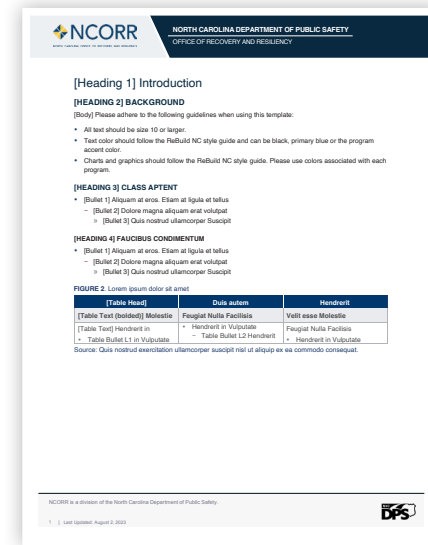 NCORR
NORTH CAROLINA OFFICE OF RECOVERY AND RESILIENCY
NORTH CAROLINA DEPARTMENT OF PUBLIC SAFETY
OFFICE OF RECOVERY AND RESILIENCY
[Heading 1] Introduction
[HEADING 2] BACKGROUND
[Body] Please adhere to the following guidelines when using this template:
• All text should be size 10 or larger.
• Text color should follow the ReBuild NC style guide and can be black, primary blue or the program
accent color.
• Charts and graphics should follow the ReBuild NC style guide. Please use colors associated with each
program.
[HEADING 3] CLASS APTENT
• [Bullet 1] Aliquam at eros. Etiam at ligula et tellus
– [Bullet 2] Dolore magna aliquam erat volutpat
» [Bullet 3] Quis nostrud ullamcorper Suscipit
[HEADING 4] FAUCIBUS CONDIMENTUM
• [Bullet 1] Aliquam at eros. Etiam at ligula et tellus
– [Bullet 2] Dolore magna aliquam erat volutpat
» [Bullet 3] Quis nostrud ullamcorper Suscipit
FIGURE 2. Lorem ipsum dolor sit amet
[Table Head] Duis autem Hendrerit
[Table Text (bolded)] Molestie Feugiat Nulla Facilisis Velit esse Molestie
[Table Text] Hendrerit in • Hendrerit in Vulputate Feugiat Nulla Facilisis
• Table Bullet L1 in Vulputate – Table Bullet L2 Hendrerit • Hendrerit in Vulputate
Source: Quis nostrud exercitation ullamcorper suscipit nisl ut aliquip ex ea commodo consequat.
NCORR is a division of the North Carolina Department of Public Safety.
1 | Last Updated: August 2, 2023
DPS